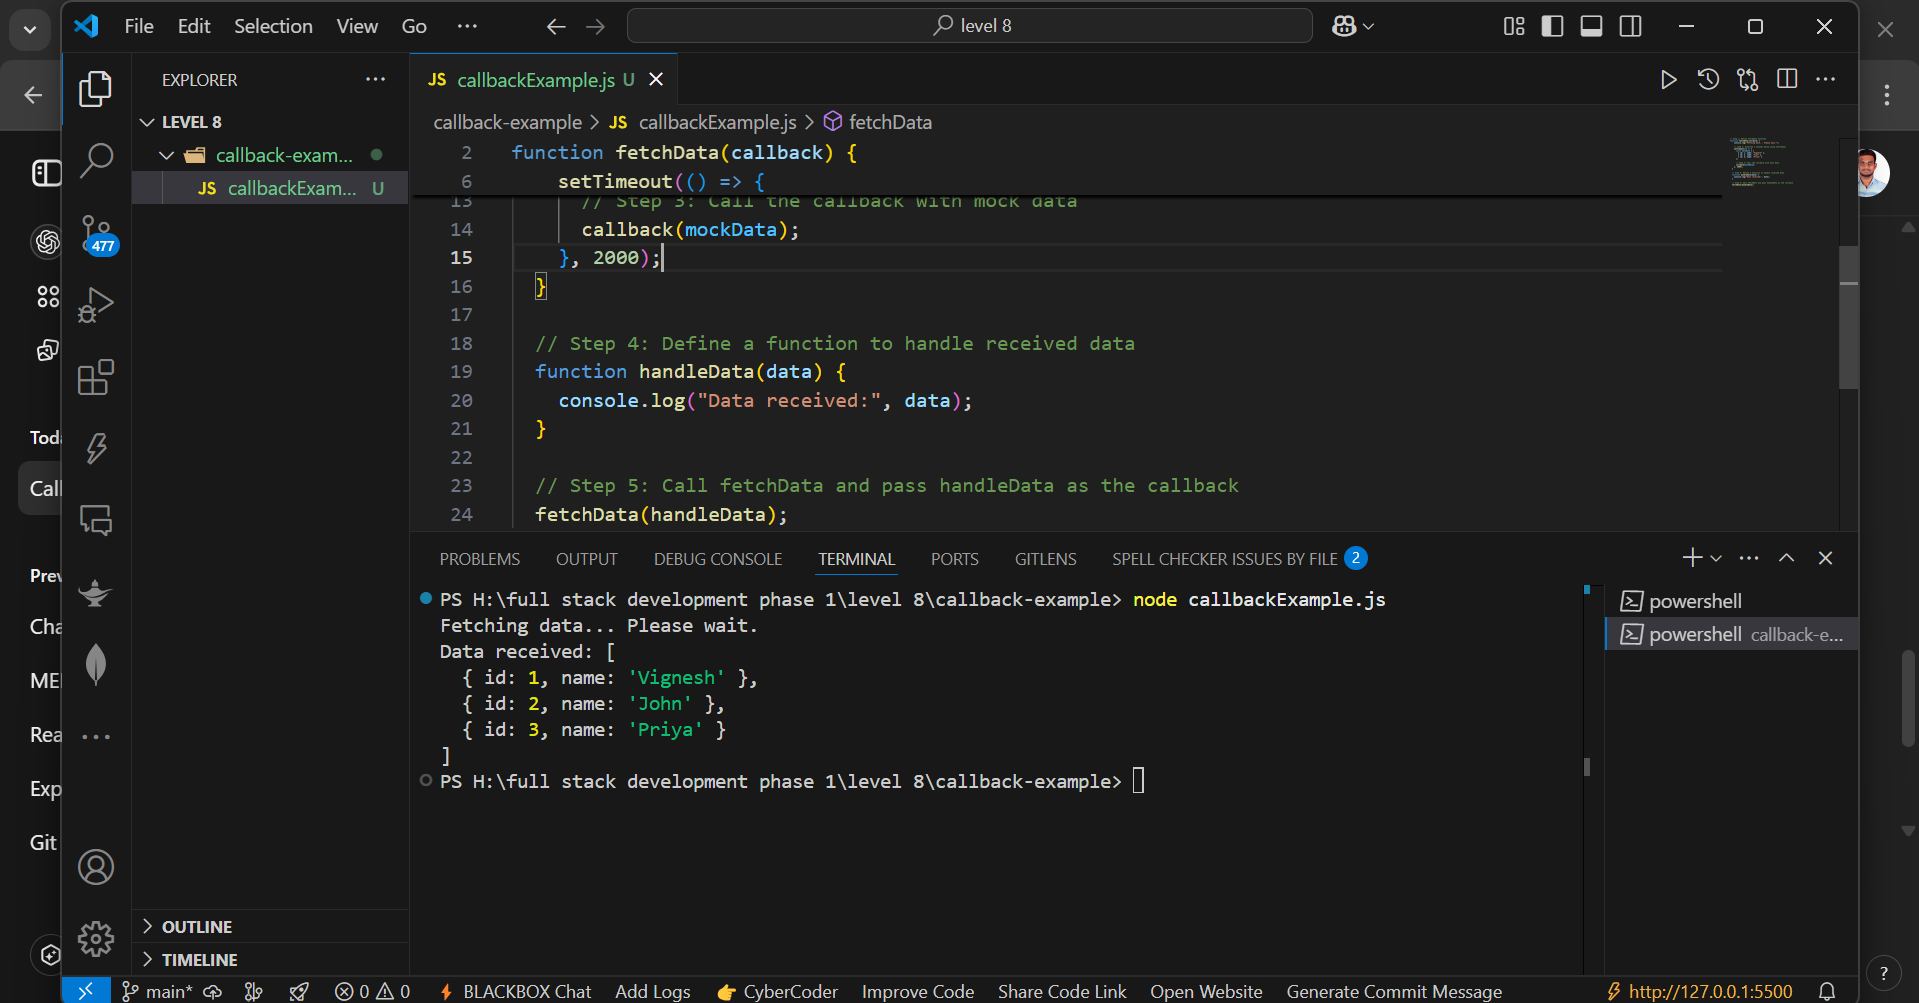 File Edit Selection View Go
level 8
EXPLORER
LEVEL 8
callback-exam...
JS callbackExam... U
477
JS callbackExample.js U
callback-example > JS callbackExample.js > fetchData
2 function fetchData(callback) {
6 setTimeout(() => {
13 // Step 3: Call the callback with mock data
14 callback(mockData);
15 }, 2000);
16 }
17
18 // Step 4: Define a function to handle received data
19 function handleData(data) {
20 console.log("Data received:", data);
21 }
22
23 // Step 5: Call fetchData and pass handleData as the callback
24 fetchData(handleData);
PROBLEMS OUTPUT DEBUG CONSOLE TERMINAL PORTS GITLENS SPELL CHECKER ISSUES BY FILE 2
PS H:\full stack development phase 1\level 8\callback-example> node callbackExample.js
Fetching data... Please wait.
Data received: [
{ id: 1, name: 'Vignesh' },
{ id: 2, name: 'John' },
{ id: 3, name: 'Priya' }
]
PS H:\full stack development phase 1\level 8\callback-example>
powershell
powershell callback-e...
OUTLINE
TIMELINE
main* 0 0 BLACKBOX Chat Add Logs CyberCoder Improve Code Share Code Link Open Website Generate Commit Message http://127.0.0.1:5500
Git
?